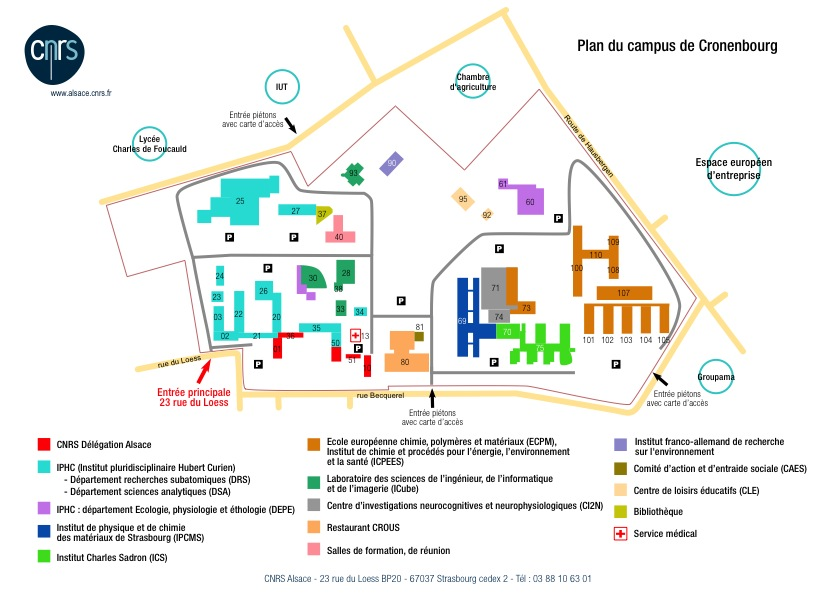 cnrs
www.alsace.cnrs.fr
Plan du campus de Cronenbourg
IUT
Chambre
d'agriculture
Entrée piétons
avec carte d'accès
Lycée
Charles de Foucauld
Route de Hausbergen
Espace européen
d'entreprise
93
90
25
27
37
40
P
P
95
92
61
60
P
P
P
24
23
03
22
26
20
02
21
36
01
30
28
38
33
34
35
50
13
P
51
10
P
P
81
80
69
71
74
73
70
75
P
100
110
109
108
107
101
102
103
104
105
P
rue du Loess
Entrée principale
23 rue du Loess
rue Becquerel
Entrée piétons
avec carte d'accès
Groupama
Entrée piétons
avec carte d'accès
CNRS Délégation Alsace
IPHC (Institut pluridisciplinaire Hubert Curien)
- Département recherches subatomiques (DRS)
- Département sciences analytiques (DSA)
IPHC : département Ecologie, physiologie et éthologie (DEPE)
Institut de physique et de chimie
des matériaux de Strasbourg (IPCMS)
Institut Charles Sadron (ICS)
Ecole européenne chimie, polymères et matériaux (ECPM),
Institut de chimie et procédés pour l'énergie, l'environnement
et la santé (ICPEES)
Laboratoire des sciences de l'ingénieur, de l'informatique
et de l'imagerie (ICube)
Centre d'investigations neurocognitives et neurophysiologiques (CI2N)
Restaurant CROUS
Salles de formation, de réunion
Institut franco-allemand de recherche
sur l'environnement
Comité d'action et d'entraide sociale (CAES)
Centre de loisirs éducatifs (CLE)
Bibliothèque
Service médical
CNRS Alsace - 23 rue du Loess BP20 - 67037 Strasbourg cedex 2 - Tél : 03 88 10 63 01